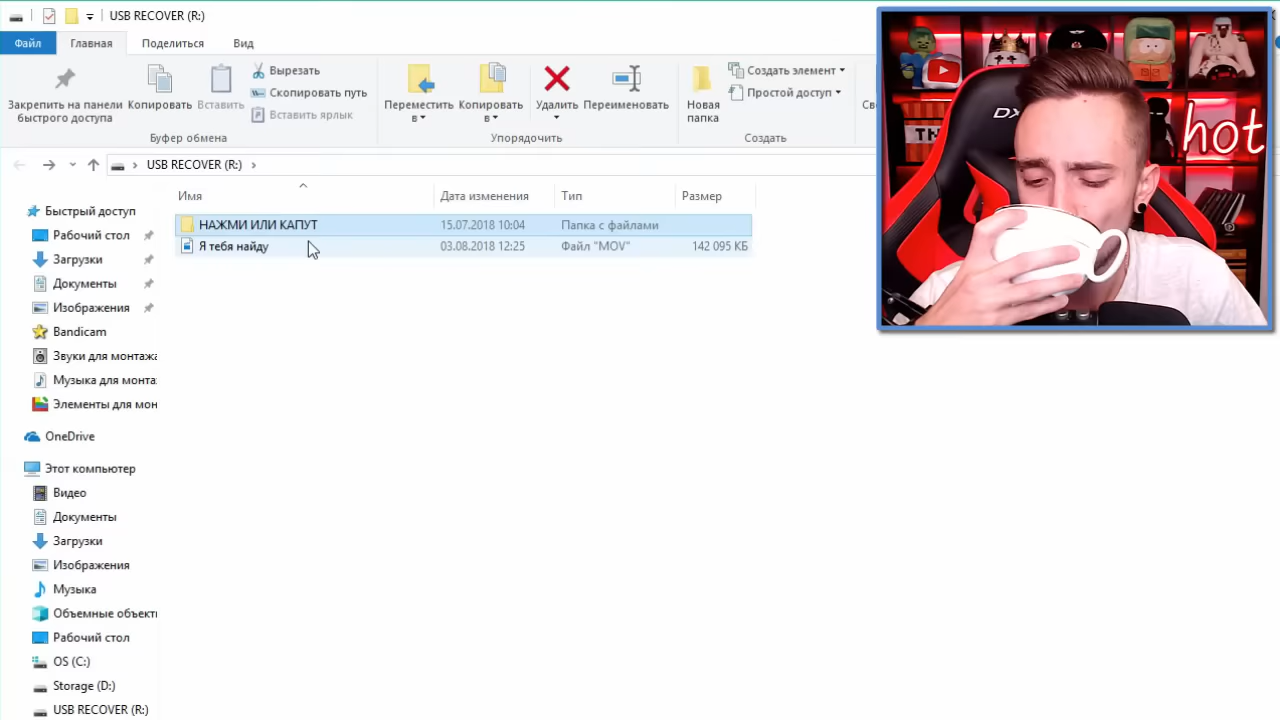 USB RECOVER (R:)
Файл Главная Поделиться Вид
Закрепить на панели быстрого доступа
Копировать
Вставить
Вырезать
Скопировать путь
Вставить ярлык
Буфер обмена
Переместить в
Копировать в
Удалить
Переименовать
Упорядочить
Новая папка
Создать элемент
Простой доступ
Создать
USB RECOVER (R:)
Имя Дата изменения Тип Размер
НАЖМИ ИЛИ КАПУТ 15.07.2018 10:04 Папка с файлами
Я тебя найду 03.08.2018 12:25 Файл "MOV" 142 095 КБ
Быстрый доступ
Рабочий стол
Загрузки
Документы
Изображения
Bandicam
Звуки для монтажа
Музыка для монта
Элементы для мон
OneDrive
Этот компьютер
Видео
Документы
Загрузки
Изображения
Музыка
Объемные объект
Рабочий стол
OS (C:)
Storage (D:)
USB RECOVER (R:)
hot